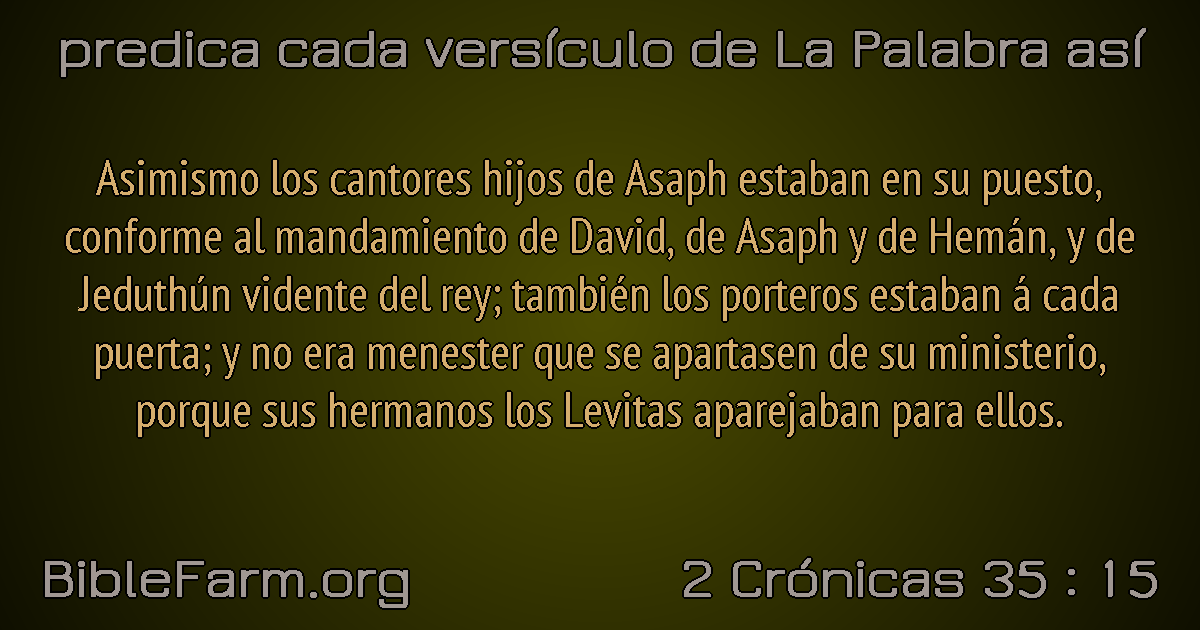 predica cada versículo de La Palabra así
Asimismo los cantores hijos de Asaph estaban en su puesto,
conforme al mandamiento de David, de Asaph y de Hemán, y de
Jeduthún vidente del rey; también los porteros estaban á cada
puerta; y no era menester que se apartasen de su ministerio,
porque sus hermanos los Levitas aparejaban para ellos.
BibleFarm.org
2 Crónicas 35 : 15